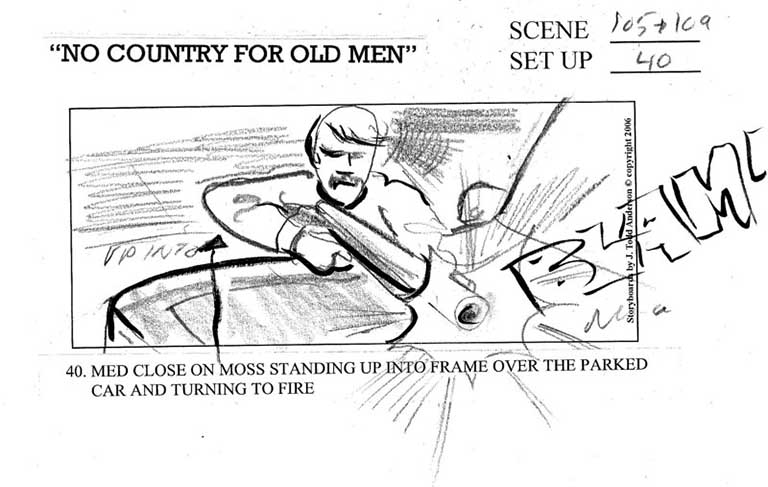 SCENE 105+109
"NO COUNTRY FOR OLD MEN"
SET UP 40
UP INTO
BLAM!
Storyboards by J. Todd Anderson © copyright 2006
40. MED CLOSE ON MOSS STANDING UP INTO FRAME OVER THE PARKED
CAR AND TURNING TO FIRE